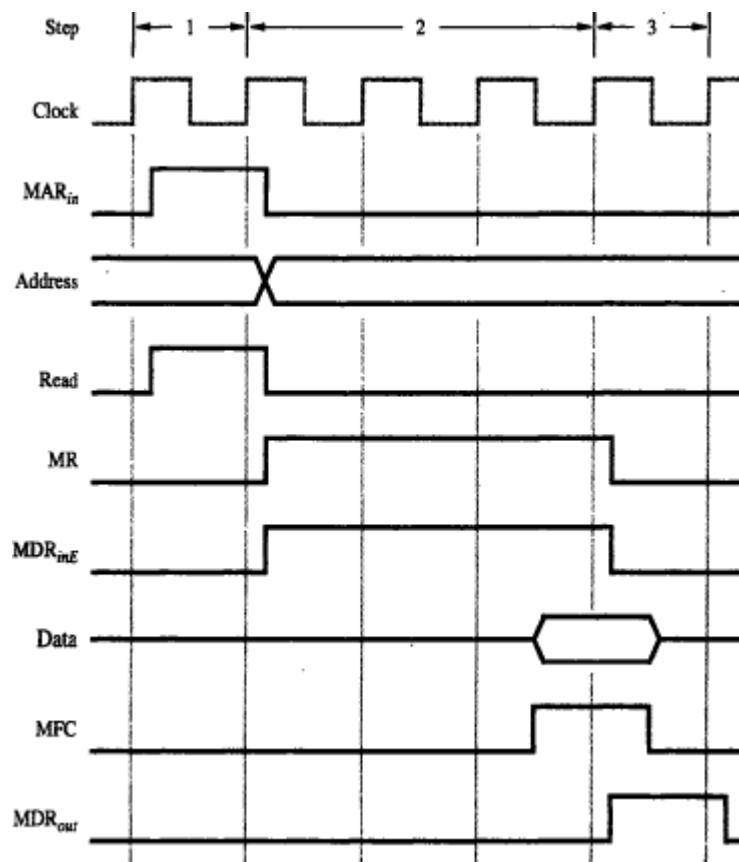 Step 1 2 3
Clock
MARin
Address
Read
MR
MDRinE
Data
MFC
MDRout